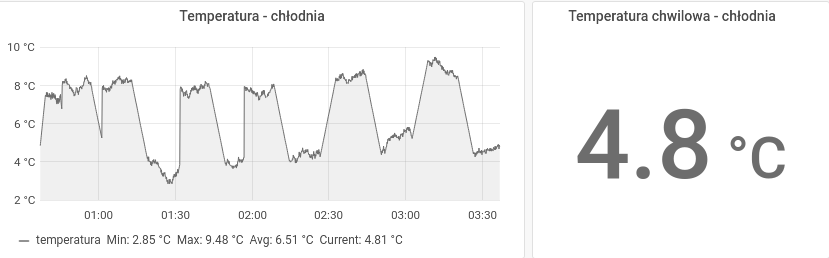 Temperatura - chłodnia
10 °C
8 °C
6 °C
4 °C
2 °C
01:00 01:30 02:00 02:30 03:00 03:30
temperatura Min: 2.85 °C Max: 9.48 °C Avg: 6.51 °C Current: 4.81 °C
Temperatura chwilowa - chłodnia
4.8 °C